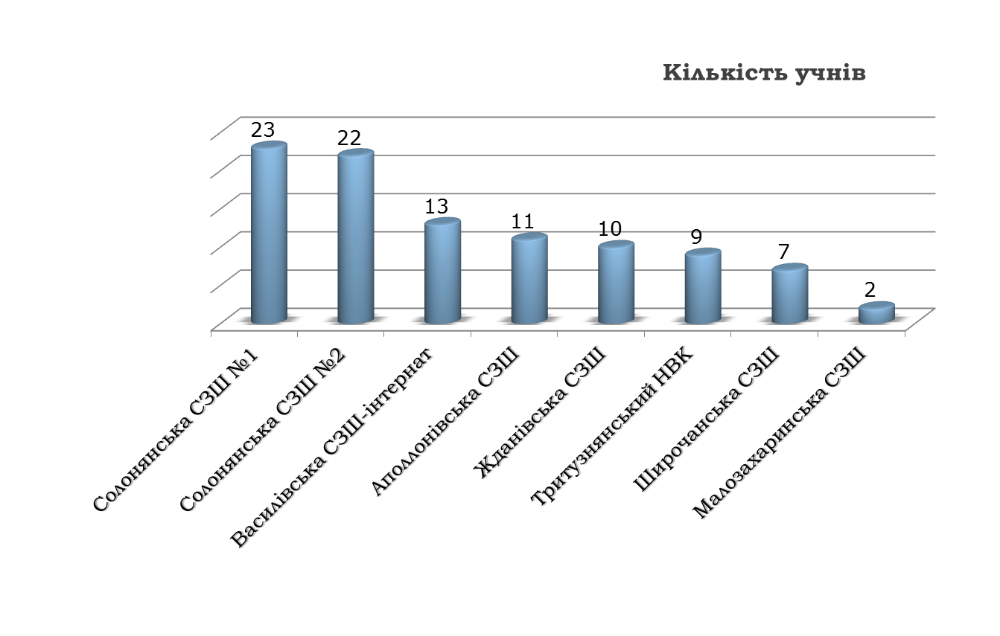 Кількість учнів
23
22
13
11
10
9
7
2
Солонянська СЗШ №1
Солонянська СЗШ №2
Василівська СЗШ-інтернат
Аполлонівська СЗШ
Жданівська СЗШ
Тритузнянський НВК
Широчанська СЗШ
Малозахаринська СЗШ